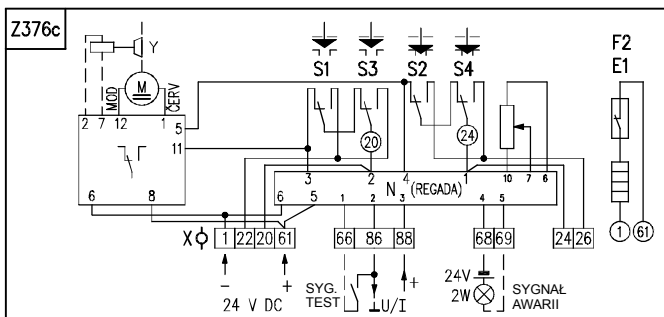 Z376c
Y
M
MOD
ČERV
2 7 12 1
5
11
6 8
S1 S3 S2 S4
F2
E1
20
24
3 2 4 1 10 7 6
N (REGADA)
6 5 1 2 3 4 5
X
1 22 20 61 66 86 88 68 69 24 26
1 61
− +
24 V DC
SYG.
TEST
U/I
+
24V
2W
SYGNAŁ
AWARII